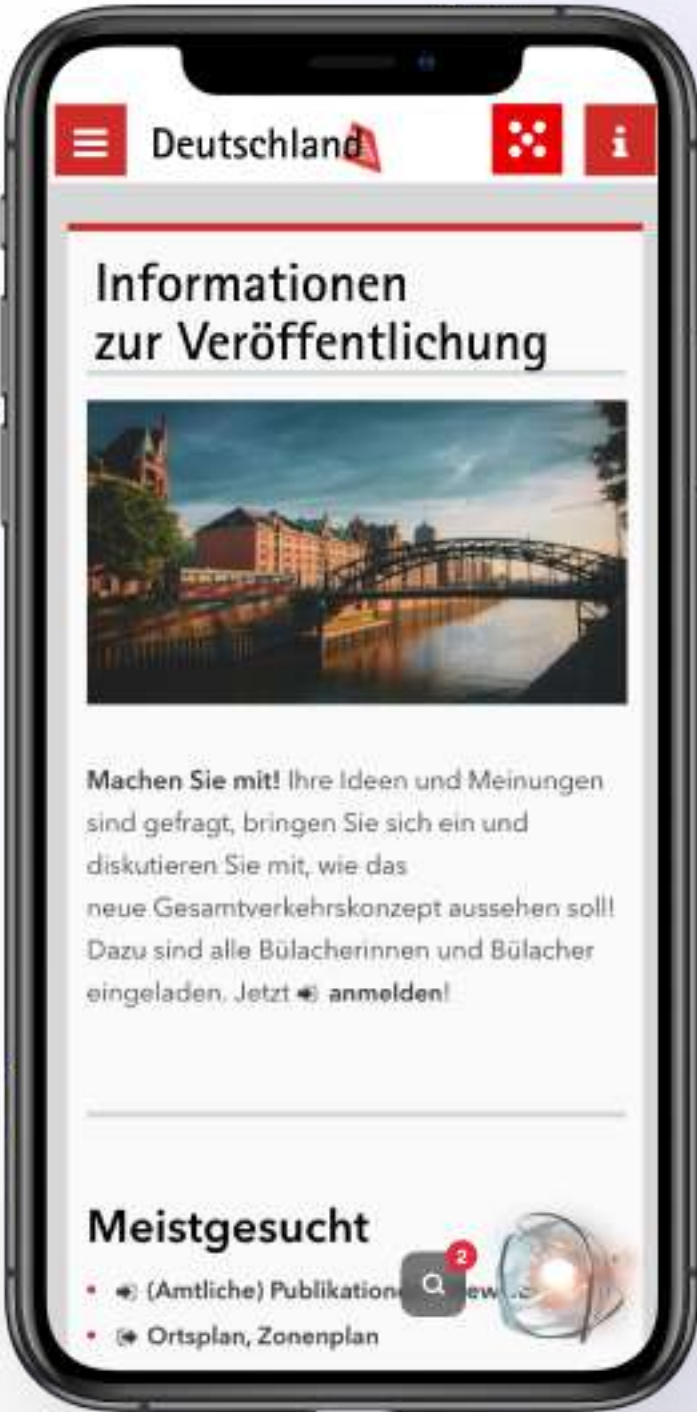 Deutschland
i
Informationen
zur Veröffentlichung
Machen Sie mit! Ihre Ideen und Meinungen
sind gefragt, bringen Sie sich ein und
diskutieren Sie mit, wie das
neue Gesamtverkehrskonzept aussehen soll!
Dazu sind alle Bülacherinnen und Bülacher
eingeladen. Jetzt anmelden!
Meistgesucht
2
• (Amtliche)
• Ortsplan, Zonenplan